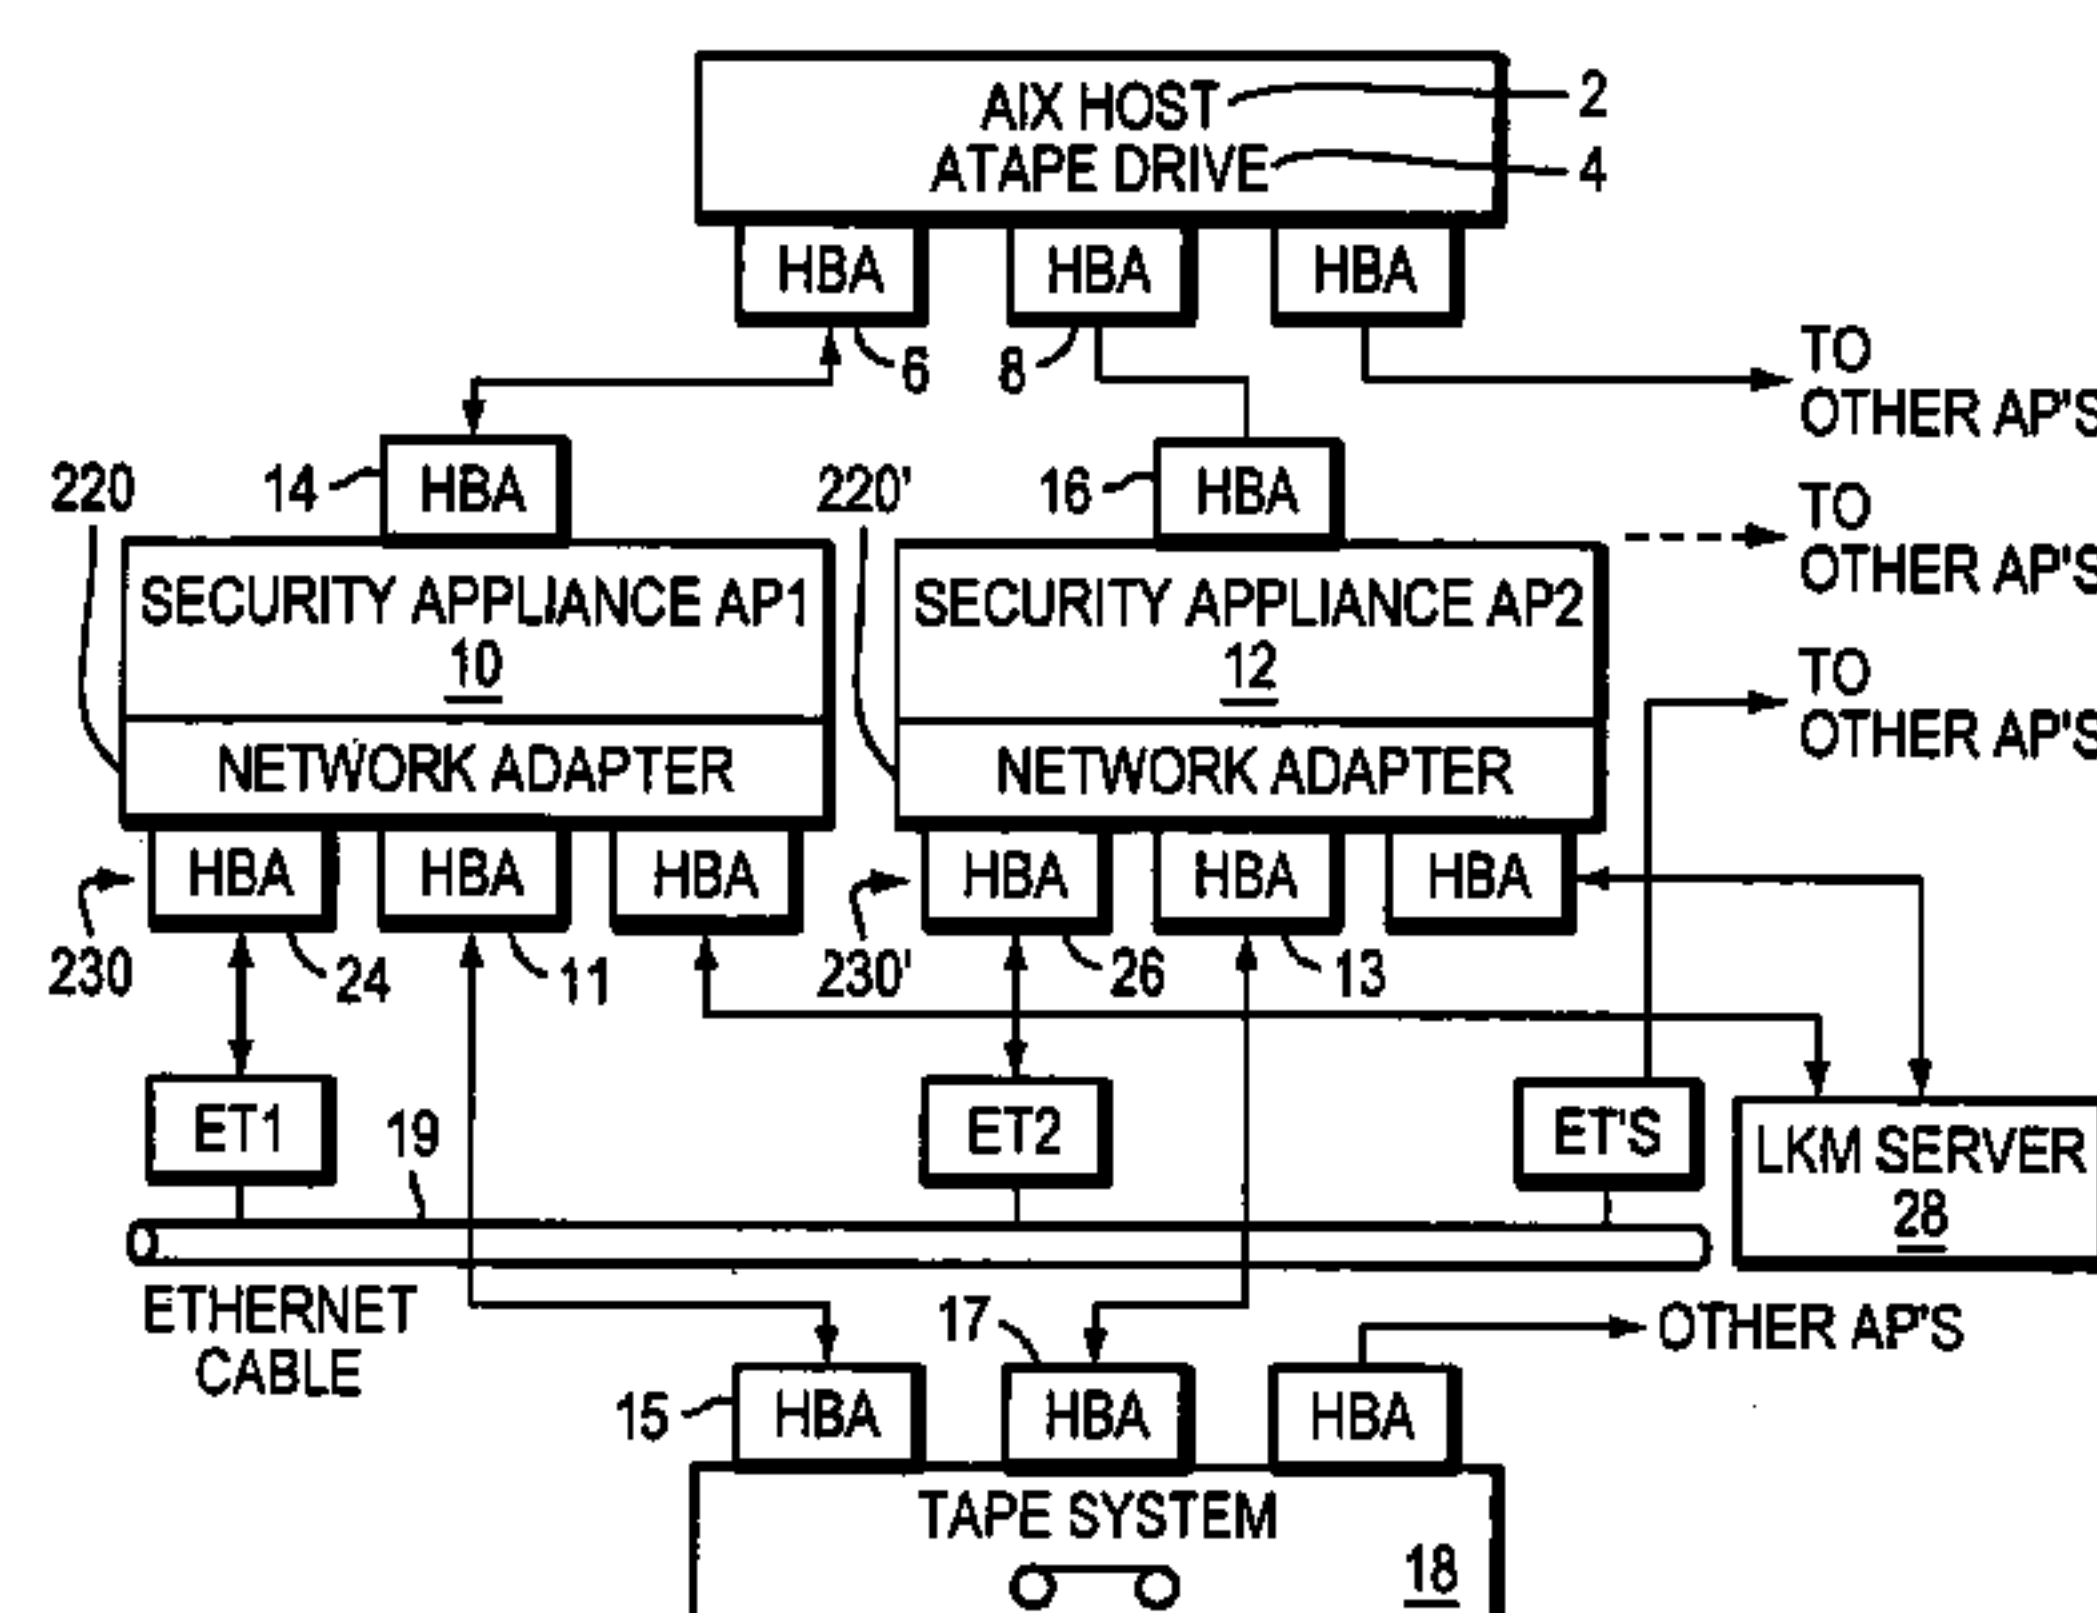 AIX HOST 2
ATAPE DRIVE 4
HBA HBA HBA
6 8
TO
OTHER AP'S
14 HBA 16 HBA
220 220'
TO
OTHER AP'S
SECURITY APPLIANCE AP1
10
SECURITY APPLIANCE AP2
12
TO
OTHER AP'S
NETWORK ADAPTER NETWORK ADAPTER
HBA HBA HBA HBA HBA HBA
230 24 11 230' 26 13
ET1 19 ET2 ET'S
LKM SERVER
28
ETHERNET
CABLE
17 OTHER AP'S
15 HBA HBA HBA
TAPE SYSTEM
18